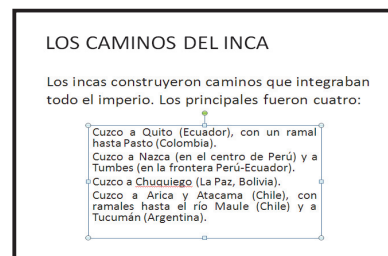 LOS CAMINOS DEL INCA
Los incas construyeron caminos que integraban
todo el imperio. Los principales fueron cuatro:
Cuzco a Quito (Ecuador), con un ramal
hasta Pasto (Colombia).
Cuzco a Nazca (en el centro de Perú) y a
Tumbes (en la frontera Perú-Ecuador).
Cuzco a Chuquiego (La Paz, Bolivia).
Cuzco a Arica y Atacama (Chile), con
ramales hasta el río Maule (Chile) y a
Tucumán (Argentina).